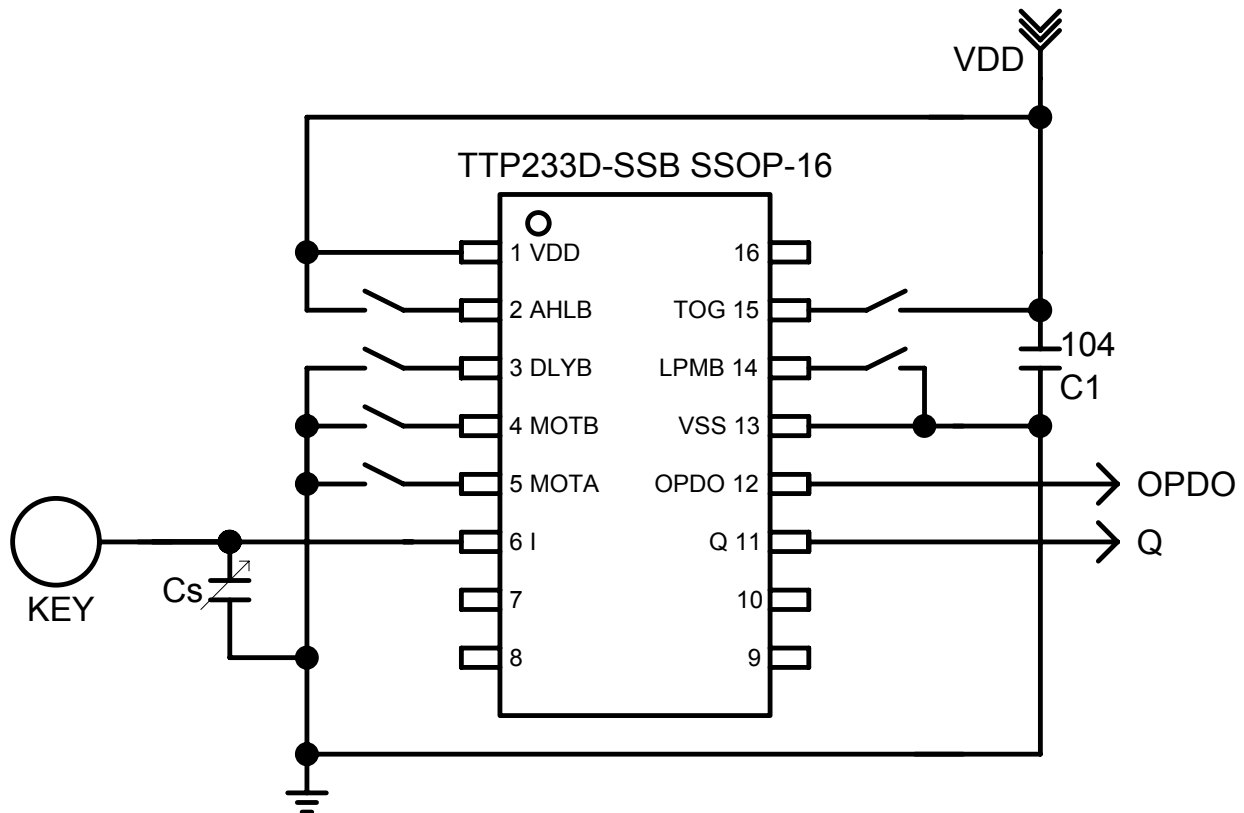 VDD
TTP233D-SSB SSOP-16
1 VDD
16
2 AHLB
TOG 15
3 DLYB
LPMB 14
104
C1
4 MOTB
VSS 13
5 MOTA
OPDO 12
OPDO
6 I
Q 11
Q
KEY
Cs
7
10
8
9